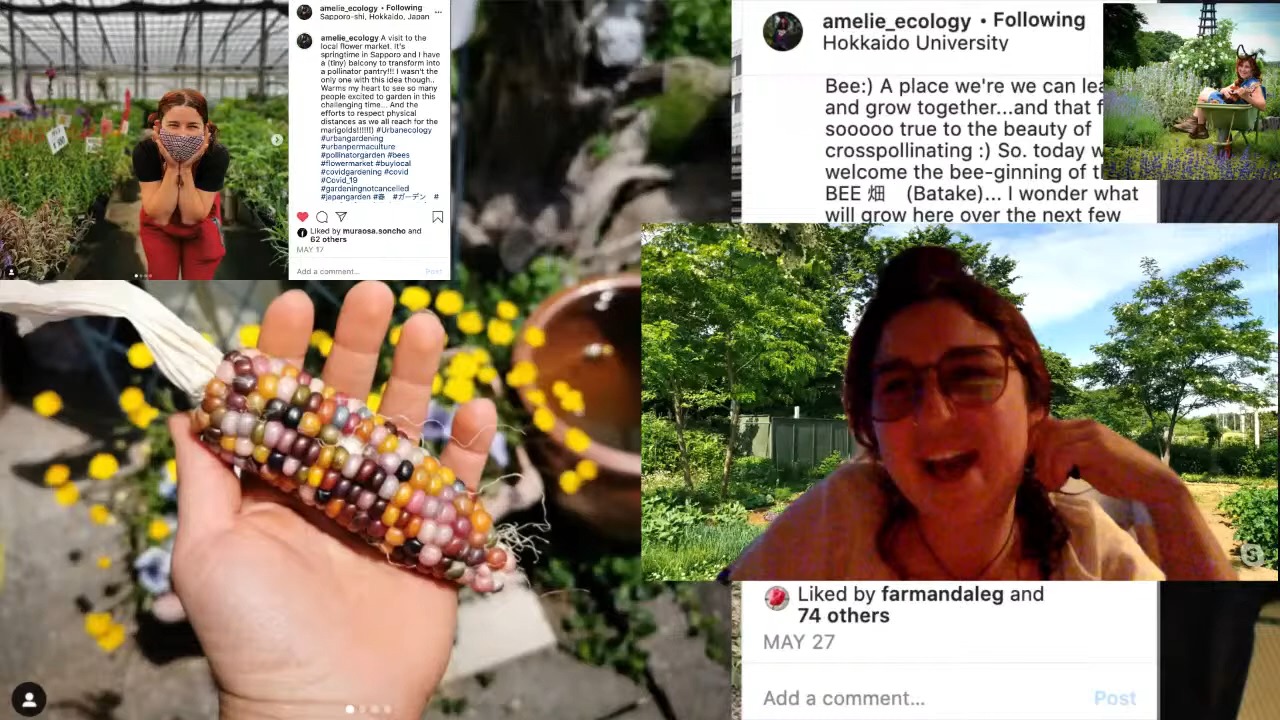 amelie_ecology • Following
Sapporo-shi, Hokkaido, Japan
...
amelie_ecology A visit to the
local flower market. It's
springtime in Sapporo and I have
a (tiny) balcony to transform into
a pollinator pantry!!! I wasn't the
only one with this idea though..
Warms my heart to see so many
people excited to garden in this
challenging time... And the
efforts to respect physical
distances as we all reach for the
marigolds!!!!!!) #Urbanecology
#urbangardening
#urbanpermaculture
#pollinatorgarden #bees
#flowermarket #buylocal
#covidgardening #covid
#Covid_19
#gardeningnotcancelled
#japangarden #春 #ガーデン #
Liked by muraosa.soncho and
62 others
MAY 17
Add a comment...
Post
amelie_ecology • Following
Hokkaido University
Bee:) A place we're we can lea
and grow together...and that f
sooooo true to the beauty of
crosspollinating :) So. today w
welcome the bee-ginning of t
BEE 畑 (Batake)... I wonder what
will grow here over the next few
Liked by farmandaleg and
74 others
MAY 27
Add a comment...
Post